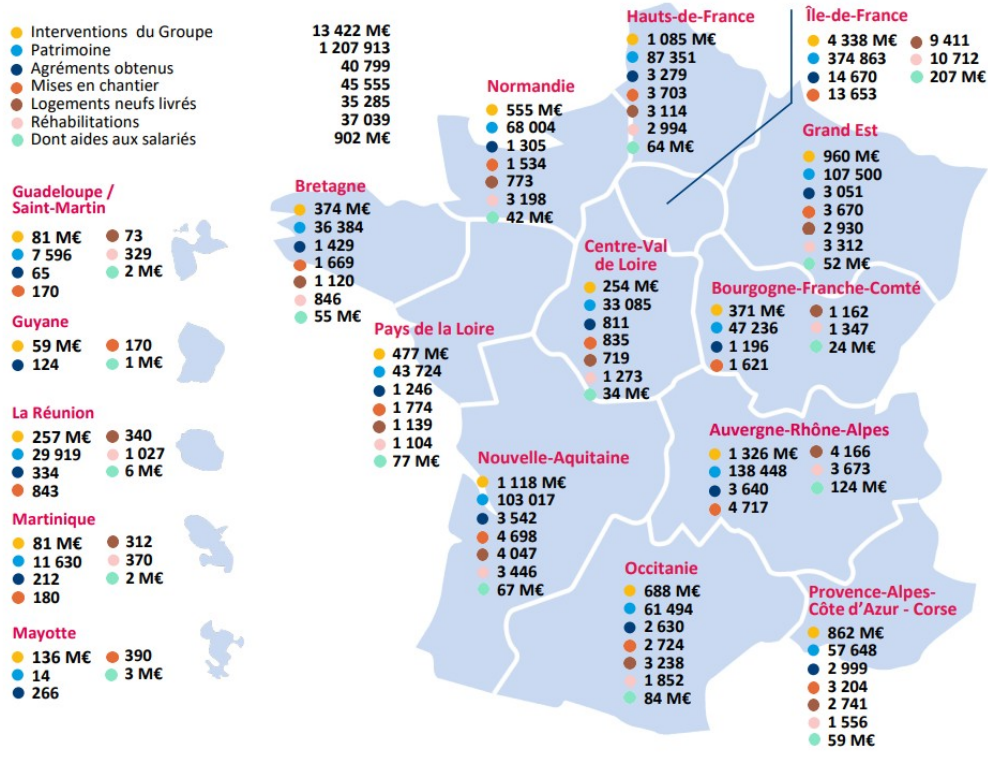 Interventions du Groupe 13 422 M€
Patrimoine 1 207 913
Agréments obtenus 40 799
Mises en chantier 45 555
Logements neufs livrés 35 285
Réhabilitations 37 039
Dont aides aux salariés 902 M€
Hauts-de-France
1 085 M€
87 351
3 279
3 703
3 114
2 994
64 M€
Île-de-France
4 338 M€ 9 411
374 863 10 712
14 670 207 M€
13 653
Normandie
555 M€
68 004
1 305
1 534
773
3 198
42 M€
Grand Est
960 M€
107 500
3 051
3 670
2 930
3 312
52 M€
Guadeloupe /
Saint-Martin
81 M€ 73
7 596 329
65 2 M€
170
Bretagne
374 M€
36 384
1 429
1 669
1 120
846
55 M€
Centre-Val
de Loire
254 M€
33 085
811
835
719
1 273
34 M€
Bourgogne-Franche-Comté
371 M€ 1 162
47 236 1 347
1 196 24 M€
1 621
Guyane
59 M€ 170
124 1 M€
Pays de la Loire
477 M€
43 724
1 246
1 774
1 139
1 104
77 M€
La Réunion
257 M€ 340
29 919 1 027
334 6 M€
843
Auvergne-Rhône-Alpes
1 326 M€ 4 166
138 448 3 673
3 640 124 M€
4 717
Nouvelle-Aquitaine
1 118 M€
103 017
3 542
4 698
4 047
3 446
67 M€
Martinique
81 M€ 312
11 630 370
212 2 M€
180
Occitanie
688 M€
61 494
2 630
2 724
3 238
1 852
84 M€
Provence-Alpes-
Côte d'Azur - Corse
862 M€
57 648
2 999
3 204
2 741
1 556
59 M€
Mayotte
136 M€ 390
14 3 M€
266